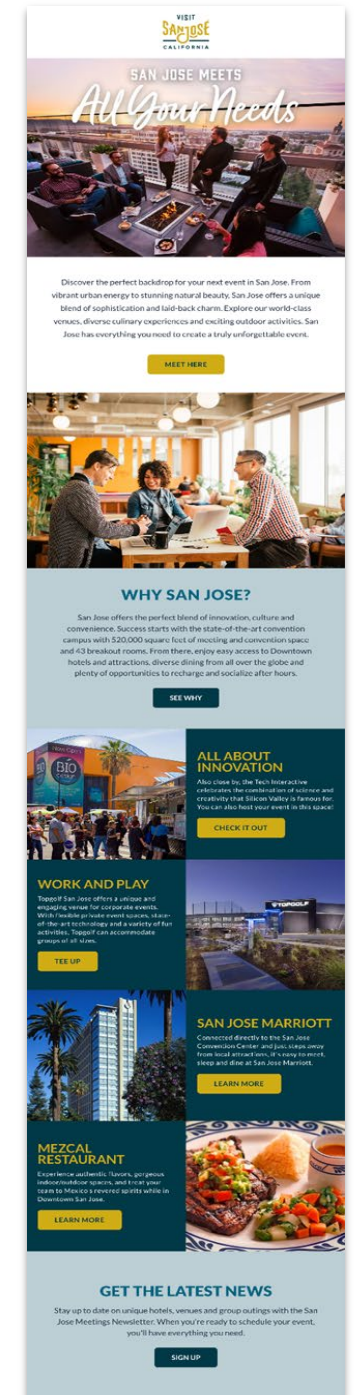 VISIT
SAN JOSE
CALIFORNIA
SAN JOSE MEETS
All Your Needs
Discover the perfect backdrop for your next event in San Jose. From
vibrant urban energy to stunning natural beauty, San Jose offers a unique
blend of sophistication and laid-back charm. Explore our world-class
venues, diverse culinary experiences and exciting outdoor activities. San
Jose has everything you need to create a truly unforgettable event.
MEET HERE
WHY SAN JOSE?
San Jose offers the perfect blend of innovation, culture and
convenience. Success starts with the state-of-the-art convention
campus with 520,000 square feet of meeting and convention space
and 43 breakout rooms. From there, enjoy easy access to Downtown
hotels and attractions, diverse dining from all over the globe and
plenty of opportunities to recharge and socialize after hours.
SEE WHY
BIO
BIO
ALL ABOUT
INNOVATION
Also close by, the Tech Interactive
celebrates the combination of science and
creativity that Silicon Valley is famous for.
You can also host your event in this space!
CHECK IT OUT
WORK AND PLAY
Topgolf San Jose offers a unique and
engaging venue for corporate events.
With flexible private event spaces, state-
of-the-art technology and a variety of fun
activities, Topgolf can accommodate
groups of all sizes.
TEE UP
TOPGOLF
SAN JOSE MARRIOTT
Connected directly to the San Jose
Convention Center and just steps away
from local attractions, it's easy to meet,
sleep and dine at San Jose Marriott.
LEARN MORE
MEZCAL
RESTAURANT
Experience authentic flavors, gorgeous
indoor/outdoor spaces, and treat your
team to Mexico's revered spirits while in
Downtown San Jose.
LEARN MORE
GET THE LATEST NEWS
Stay up to date on unique hotels, venues and group outings with the San
Jose Meetings Newsletter. When you're ready to schedule your event,
you'll have everything you need.
SIGN UP